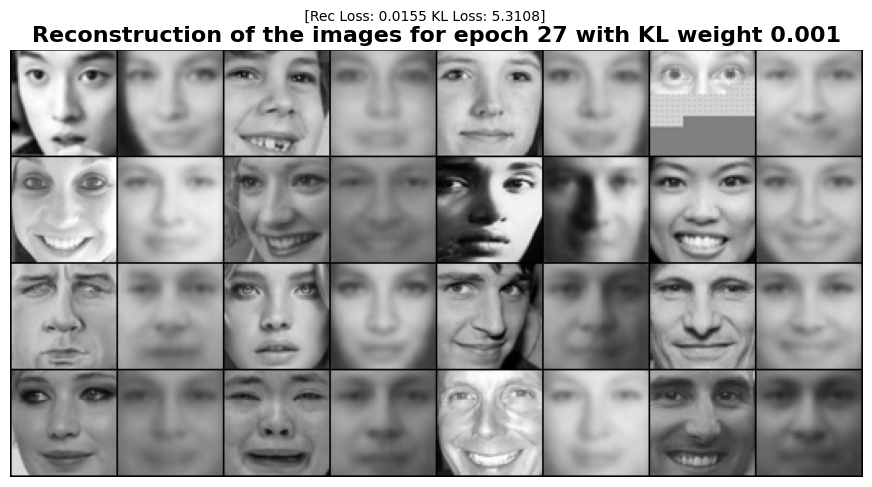 [Rec Loss: 0.0155 KL Loss: 5.3108]
Reconstruction of the images for epoch 27 with KL weight 0.001